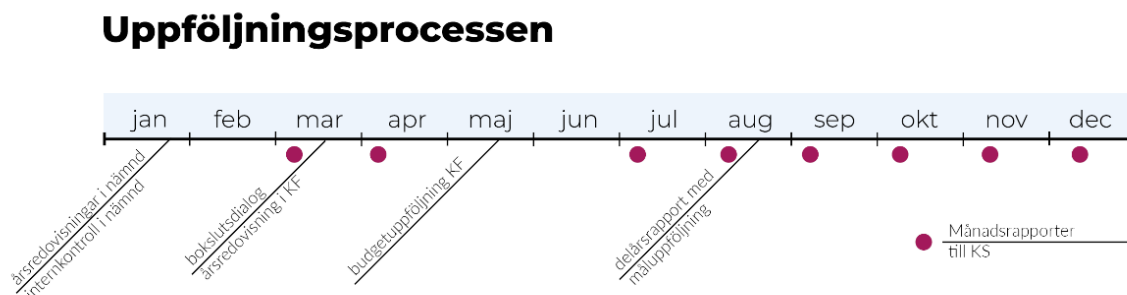 Uppföljningsprocessen
jan feb mar apr maj jun jul aug sep okt nov dec
årsredovisningar i nämnd
internkontroll i nämnd
bokslutsdialog
årsredovisning i KF
budgetuppföljning KF
delårsrapport med
måluppföljning
Månadsrapporter
till KS